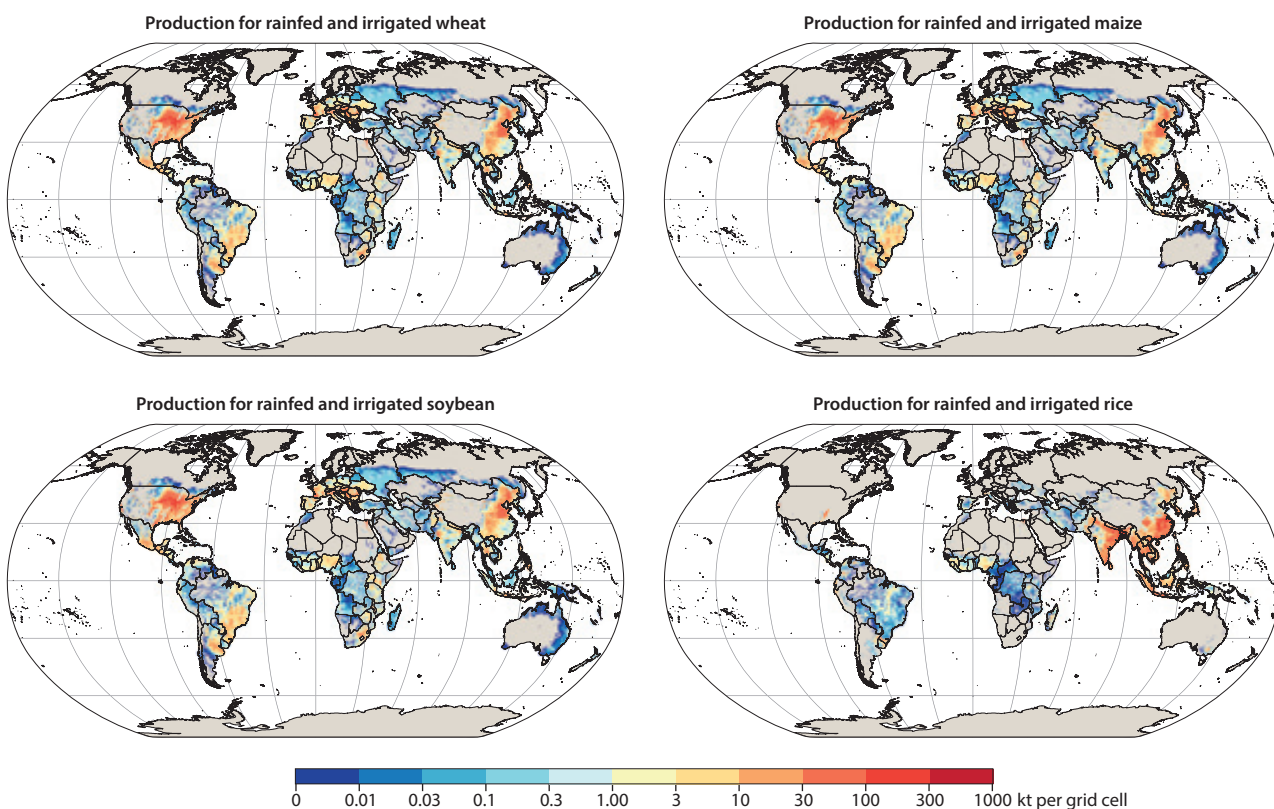 Production for rainfed and irrigated wheat
Production for rainfed and irrigated maize
Production for rainfed and irrigated soybean
Production for rainfed and irrigated rice
0 0.01 0.03 0.1 0.3 1.00 3 10 30 100 300 1000 kt per grid cell